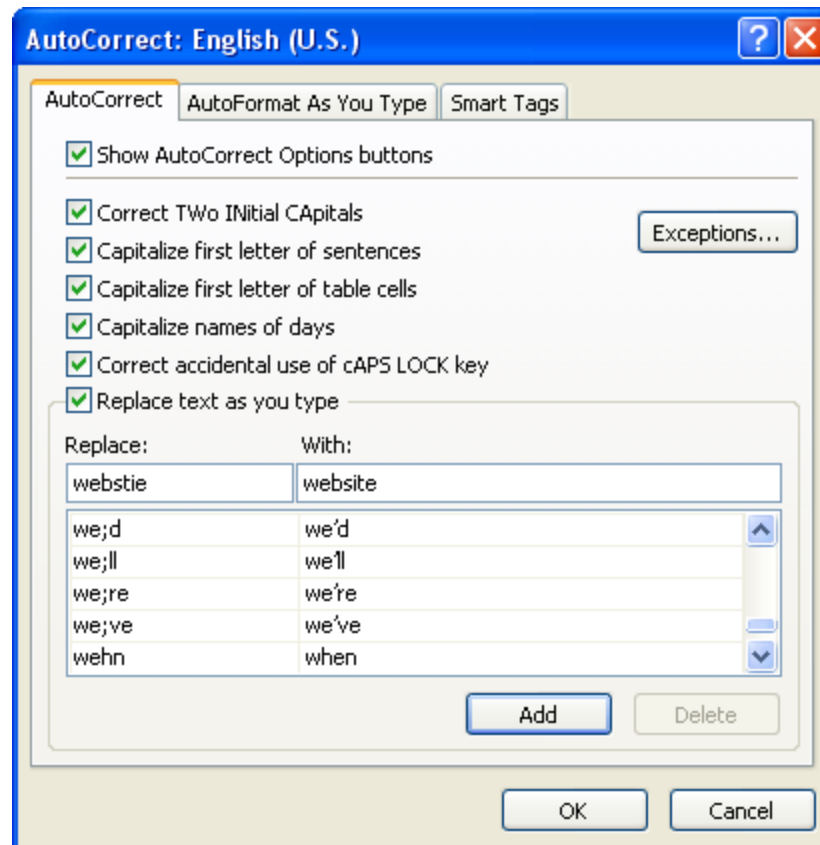 AutoCorrect: English (U.S.)
AutoCorrect AutoFormat As You Type Smart Tags
Show AutoCorrect Options buttons
Correct TWo INitial CApitals
Exceptions...
Capitalize first letter of sentences
Capitalize first letter of table cells
Capitalize names of days
Correct accidental use of cAPS LOCK key
Replace text as you type
Replace: With:
webstie website
we;d we'd
we;ll we'll
we;re we're
we;ve we've
wehn when
Add Delete
OK Cancel